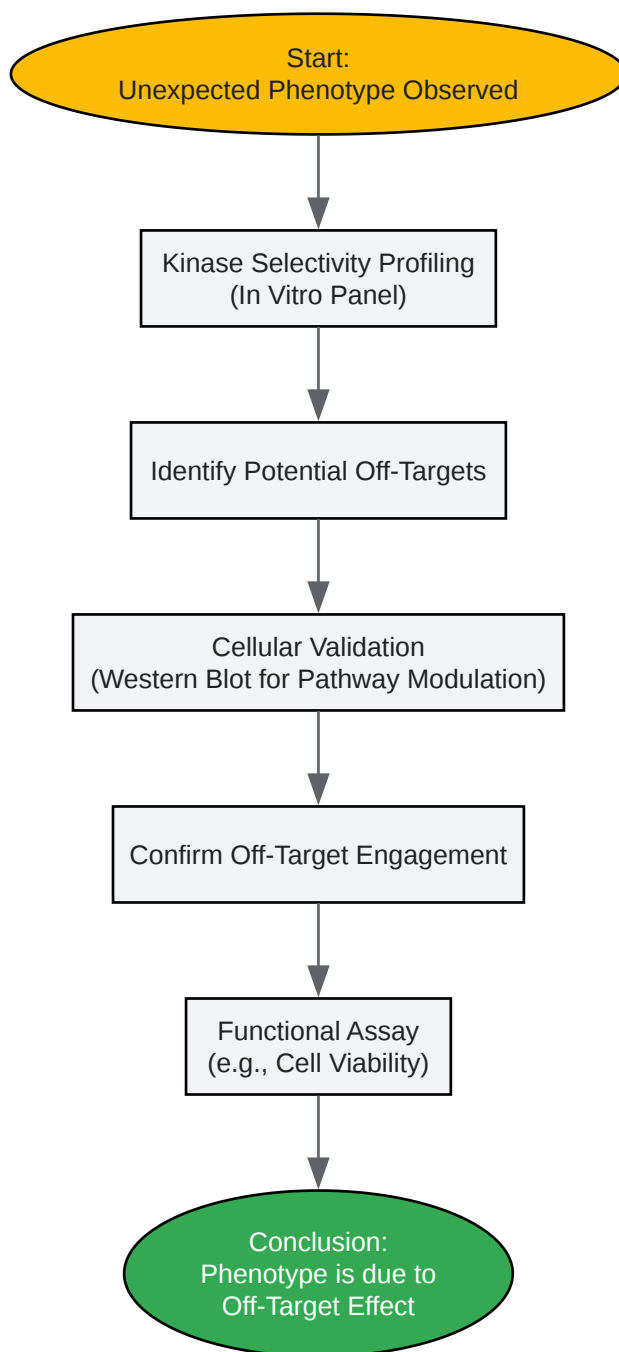 Start:
Unexpected Phenotype Observed
Kinase Selectivity Profiling
(In Vitro Panel)
Identify Potential Off-Targets
Cellular Validation
(Western Blot for Pathway Modulation)
Confirm Off-Target Engagement
Functional Assay
(e.g., Cell Viability)
Conclusion:
Phenotype is due to
Off-Target Effect